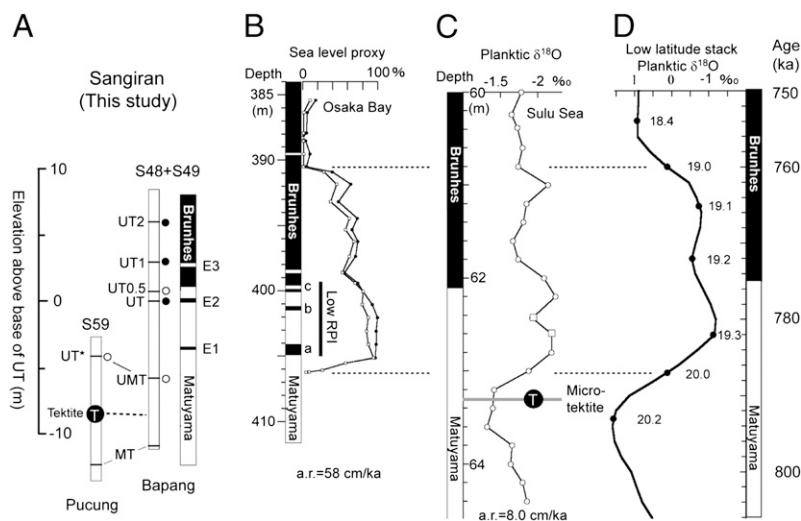 A
B
C
D
Sangiran
(This study)
S48+S49
Elevation above base of UT (m)
10
0
-10
UT2
UT1
UT0.5
UT
S59
UT*
UMT
Tektite
T
MT
Pucung
Bapang
Brunhes
E3
E2
E1
Matuyama
Sea level proxy
Depth
(m)
0
100 %
Osaka Bay
385
390
400
410
Brunhes
c
b
a
Low RPI
Matuyama
a.r.=58 cm/ka
Planktic δ18O
Depth
-1.5
-2 ‰
60
(m)
Sulu Sea
Brunhes
62
Matuyama
64
T
Micro-
tektite
a.r.=8.0 cm/ka
Low latitude stack
Planktic δ18O
1
0
-1‰
Age
(ka)
18.4
19.0
19.1
19.2
19.3
20.0
20.2
Brunhes
Matuyama
750
760
780
800